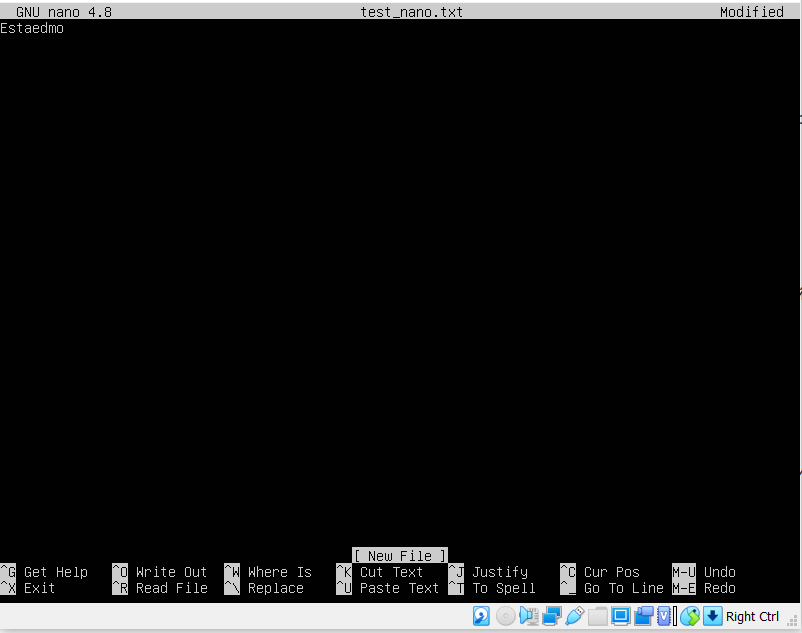 GNU nano 4.8 test_nano.txt Modified
Estaedmo
[ New File ]
^G Get Help ^O Write Out ^W Where Is ^K Cut Text ^J Justify ^C Cur Pos M-U Undo
^X Exit ^R Read File ^\ Replace ^U Paste Text ^T To Spell ^_ Go To Line M-E Redo
Right Ctrl